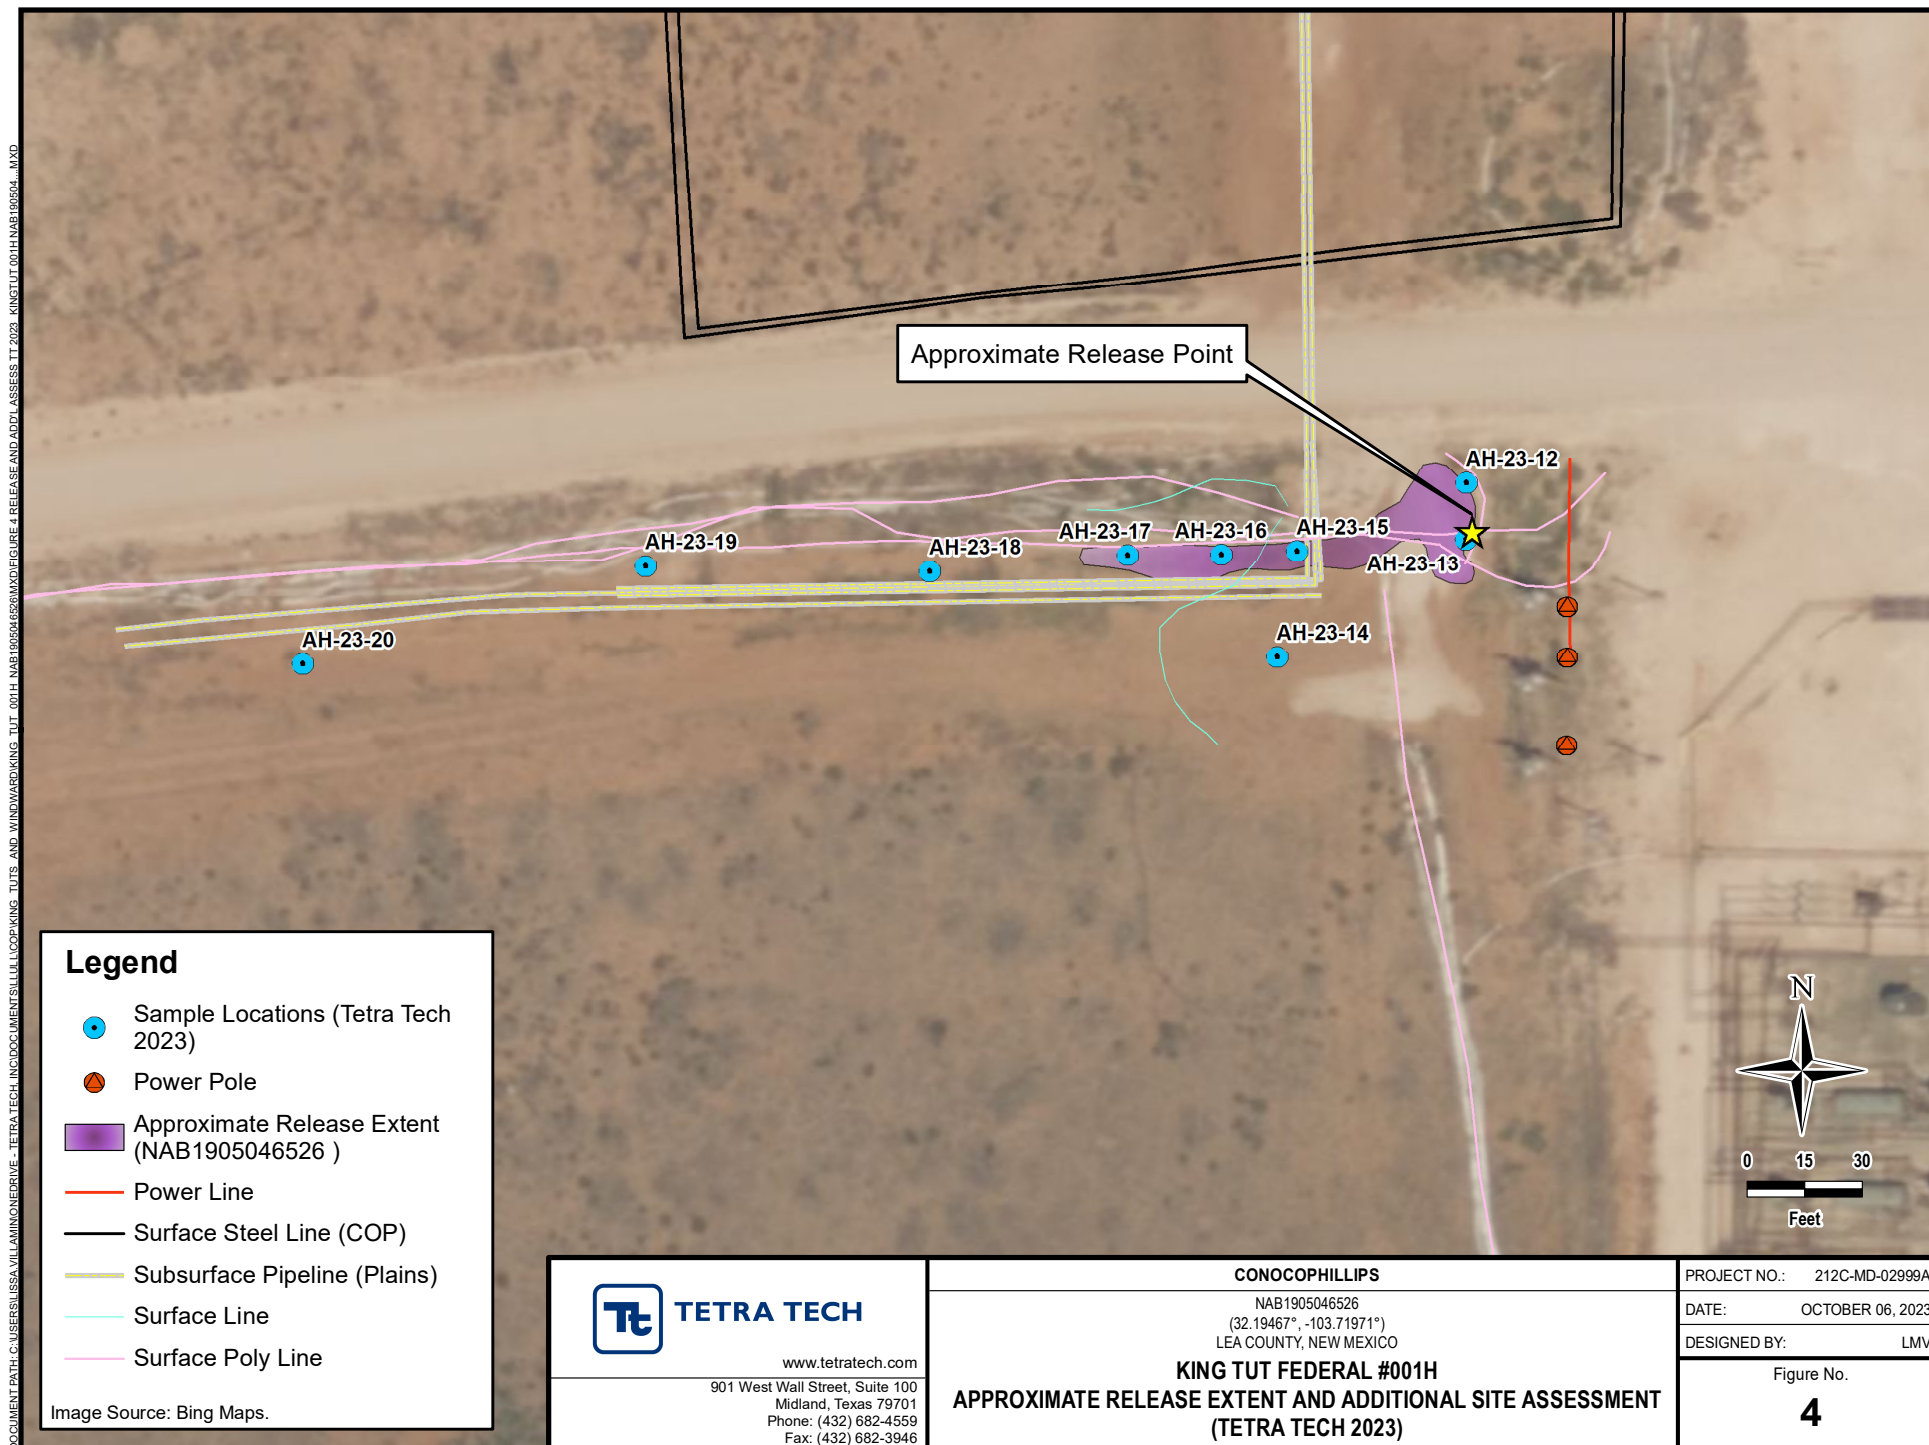 Approximate Release Point
AH-23-12
AH-23-15
AH-23-16
AH-23-17
AH-23-13
AH-23-18
AH-23-19
AH-23-14
AH-23-20
Legend
Sample Locations (Tetra Tech
2023)
Power Pole
Approximate Release Extent
(NAB1905046526 )
Power Line
Surface Steel Line (COP)
Subsurface Pipeline (Plains)
Surface Line
Surface Poly Line
Image Source: Bing Maps.
N
0 15 30
Feet
Tt TETRA TECH
www.tetratech.com
901 West Wall Street, Suite 100
Midland, Texas 79701
Phone: (432) 682-4559
Fax: (432) 682-3946
CONOCOPHILLIPS
NAB1905046526
(32.19467°, -103.71971°)
LEA COUNTY, NEW MEXICO
KING TUT FEDERAL #001H
APPROXIMATE RELEASE EXTENT AND ADDITIONAL SITE ASSESSMENT
(TETRA TECH 2023)
PROJECT NO.: 212C-MD-02999A
DATE: OCTOBER 06, 2023
DESIGNED BY: LMV
Figure No.
4